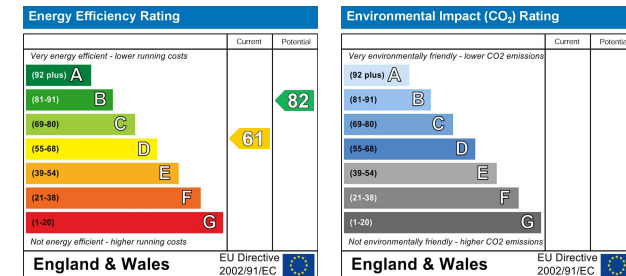 Energy Efficiency Rating
Current Potential
Very energy efficient - lower running costs
(92 plus) A
(81-91) B
82
(69-80) C
61
(55-68) D
(39-54) E
(21-38) F
(1-20) G
Not energy efficient - higher running costs
England & Wales
EU Directive
2002/91/EC
Environmental Impact (CO₂) Rating
Current Potential
Very environmentally friendly - lower CO2 emissions
(92 plus) A
(81-91) B
(69-80) C
(55-68) D
(39-54) E
(21-38) F
(1-20) G
Not environmentally friendly - higher CO2 emissions
England & Wales
EU Directive
2002/91/EC